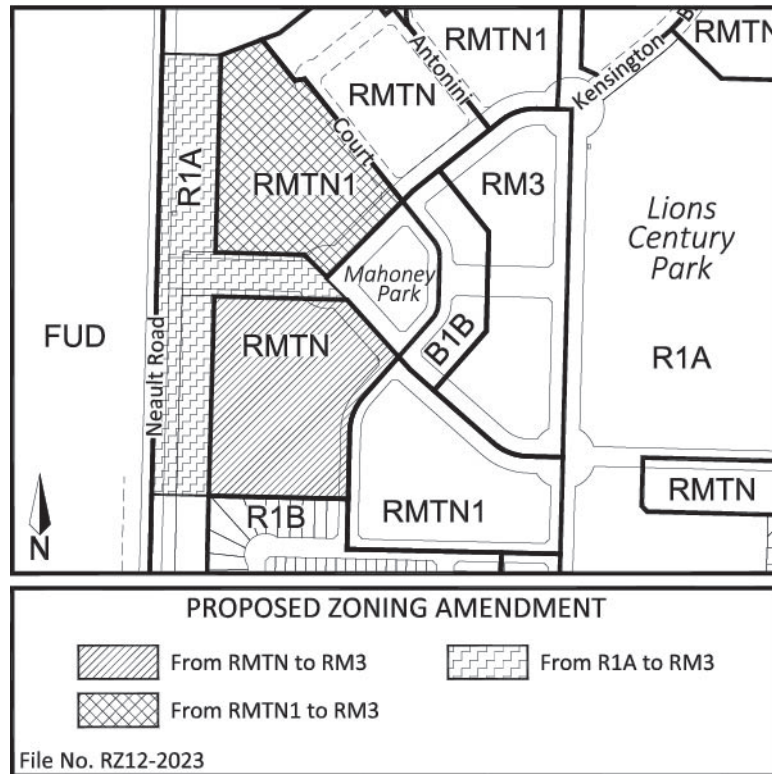 RMTN1
RMTN
Antonini
Kensington
B
RMTN
Court
R1A
RMTN1
RM3
Lions
Century
Park
Mahoney
Park
FUD
Neault Road
RMTN
B1B
R1A
RMTN
R1B
RMTN1
N
PROPOSED ZONING AMENDMENT
From RMTN to RM3
From R1A to RM3
From RMTN1 to RM3
File No. RZ12-2023